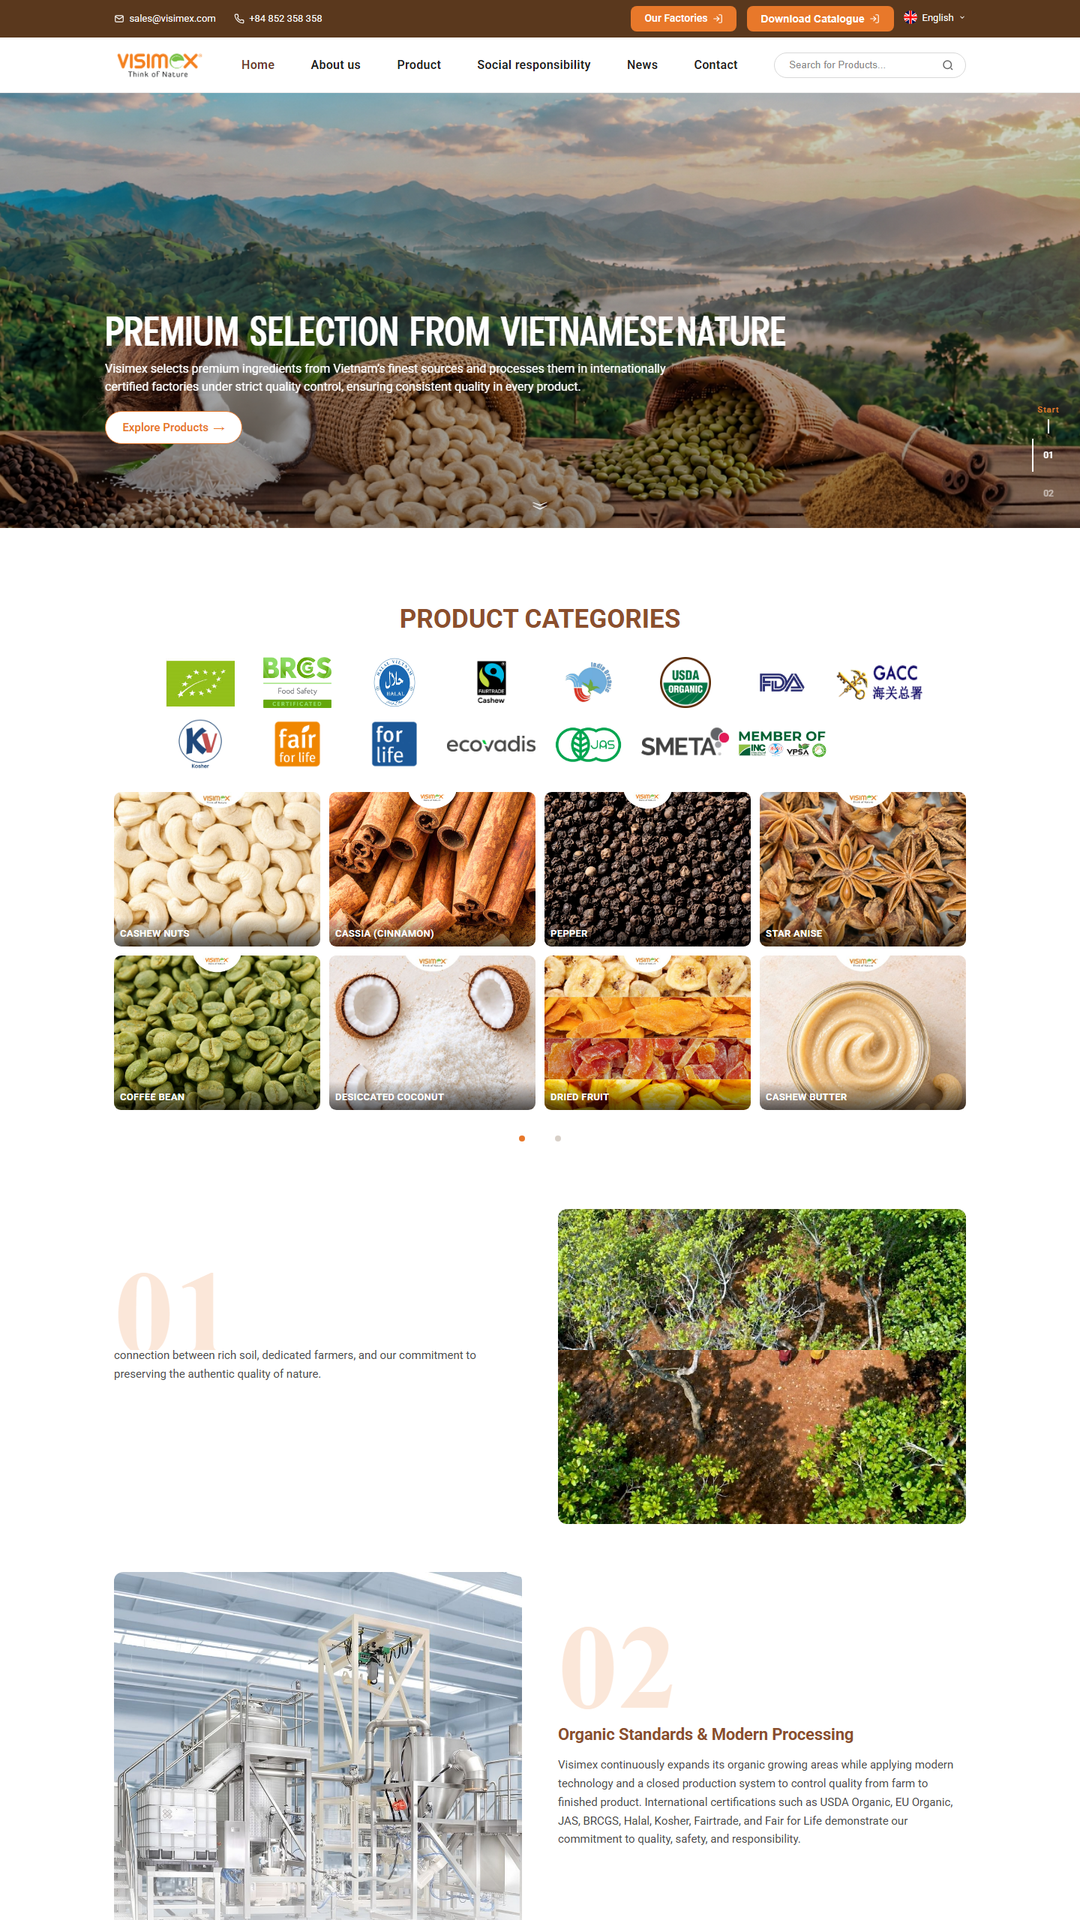 sales@visimex.com
+84 852 358 358
Our Factories
Download Catalogue
English
VISIMEX
Think of Nature
Home
About us
Product
Social responsibility
News
Contact
Search for Products...
PREMIUM SELECTION FROM VIETNAMESE NATURE
Visimex selects premium ingredients from Vietnam's finest sources and processes them in internationally
certified factories under strict quality control, ensuring consistent quality in every product.
Explore Products →
Start
01
02
PRODUCT CATEGORIES
BRCGS
Food Safety
CERTIFICATED
HALAL
FAIRTRADE
Cashew
India Organic
USDA
ORGANIC
FDA
GACC
海关总署
KV
Kosher
fair
for life
for
life
ecovadis
JAS
SMETA
MEMBER OF
INC
VPSA
CASHEW NUTS
CASSIA (CINNAMON)
PEPPER
STAR ANISE
COFFEE BEAN
DESICCATED COCONUT
DRIED FRUIT
CASHEW BUTTER
01
connection between rich soil, dedicated farmers, and our commitment to
preserving the authentic quality of nature.
02
Organic Standards & Modern Processing
Visimex continuously expands its organic growing areas while applying modern
technology and a closed production system to control quality from farm to
finished product. International certifications such as USDA Organic, EU Organic,
JAS, BRCGS, Halal, Kosher, Fairtrade, and Fair for Life demonstrate our
commitment to quality, safety, and responsibility.